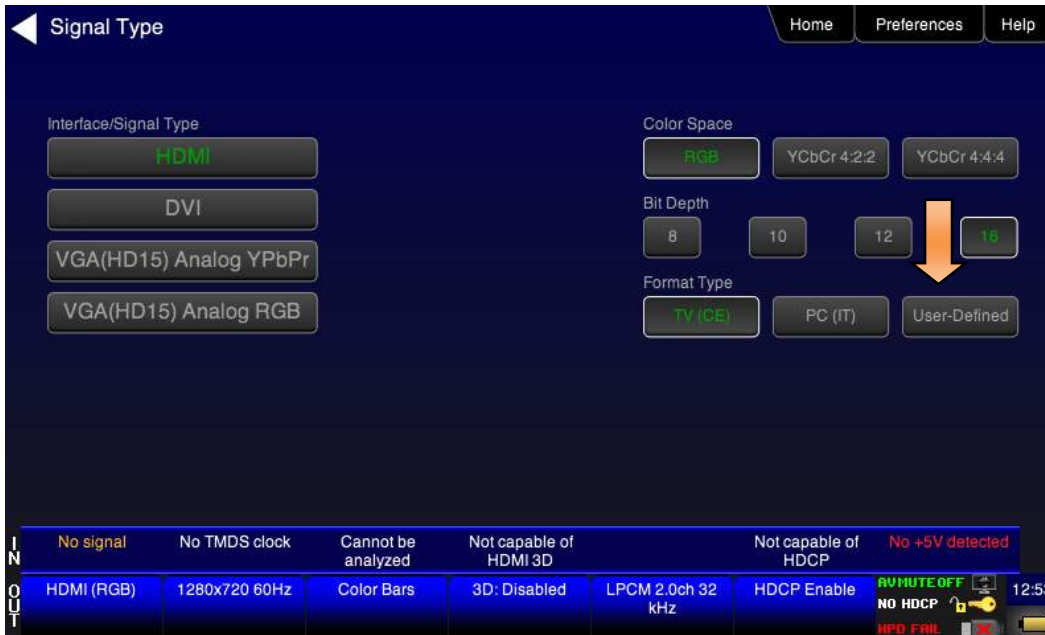 Signal Type
Home
Preferences
Help
Interface/Signal Type
HDMI
DVI
VGA(HD15) Analog YPbPr
VGA(HD15) Analog RGB
Color Space
RGB
YCbCr 4:2:2
YCbCr 4:4:4
Bit Depth
8
10
12
16
Format Type
TV (CE)
PC (IT)
User-Defined
IN
No signal
No TMDS clock
Cannot be
analyzed
Not capable of
HDMI 3D
Not capable of
HDCP
No +5V detected
OUT
HDMI (RGB)
1280x720 60Hz
Color Bars
3D: Disabled
LPCM 2.0ch 32
kHz
HDCP Enable
AVMUTE OFF
NO HDCP
HPD FAIL